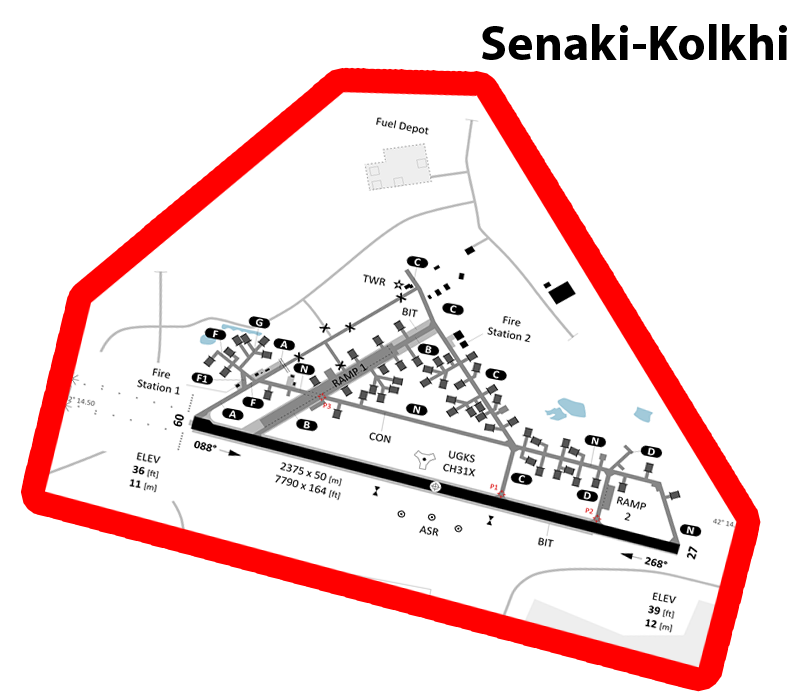 Senaki-Kolkhi
Fuel Depot
C
TWR
C
BIT
G
F
A
Fire
Station 2
B
N
Fire
Station 1
F1
RAMP 1
C
2° 14.50
F
P3
A
N
B
60
CON
088°
N
D
UGKS
CH31X
ELEV
36 [ft]
11 [m]
2375 x 50 [m]
7790 x 164 [ft]
C
P1
D
RAMP
2
P2
ASR
N
42° 14.
BIT
27
268°
ELEV
39 [ft]
12 [m]